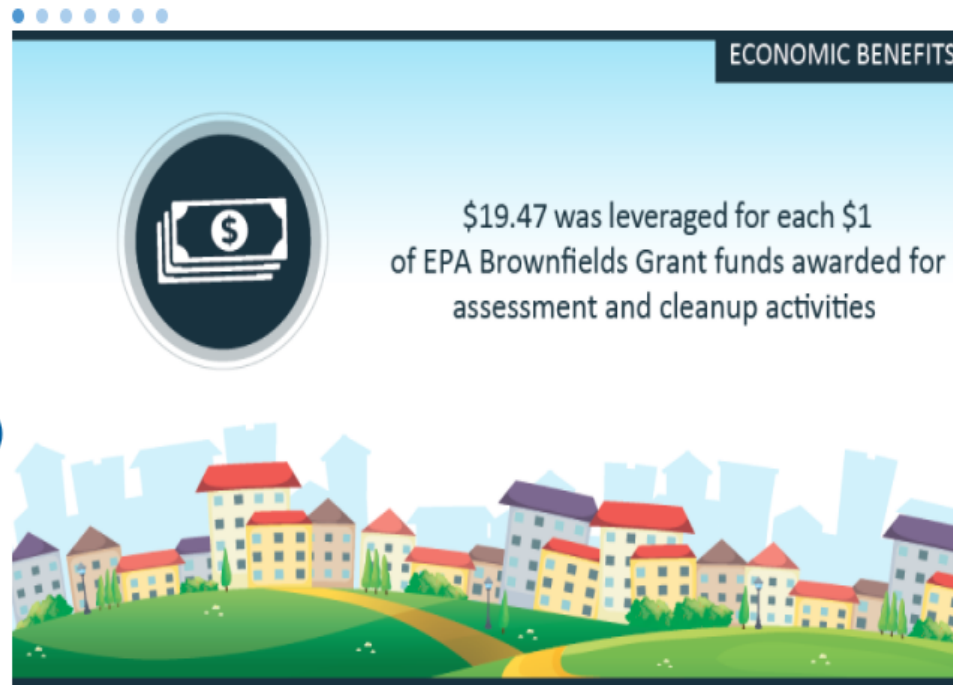 ECONOMIC BENEFITS
$
$19.47 was leveraged for each $1
of EPA Brownfields Grant funds awarded for
assessment and cleanup activities